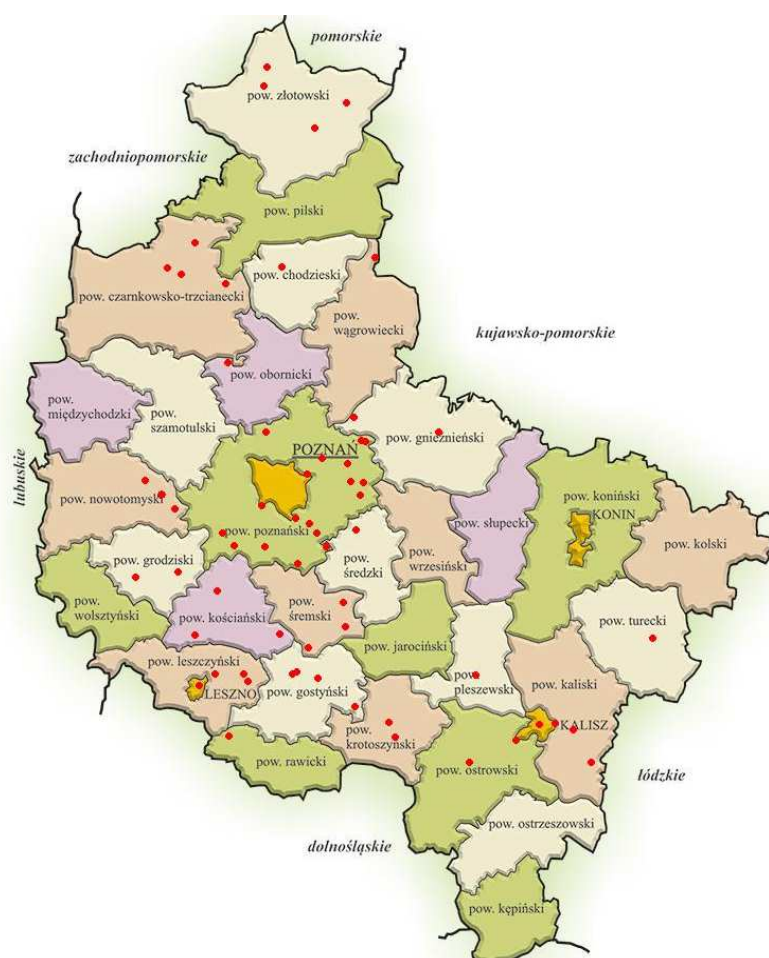 pomorskie
pow. złotowski
zachodniopomorskie
pow. pilski
pow. chodzieski
pow. czarnkowsko-trzcianecki
pow.
wągrowiecki
kujawsko-pomorskie
pow. obornicki
pow.
międzychodzki
pow.
szamotulski
pow. gnieźnieński
POZNAŃ
lubuskie
pow. nowotomyski
pow. koniński
KONIN
pow. słupecki
pow. poznański
pow. kolski
pow. grodziski
pow.
średzki
pow.
wrzesiński
pow.
wolsztyński
pow. kościański
pow.
śremski
pow. turecki
pow. jarociński
pow. leszczyński
LESZNO
pow. gostyński
pow.
pleszewski
pow. kaliski
KALISZ
pow.
krotoszyński
pow. rawicki
pow. ostrowski
łódzkie
pow. ostrzeszowski
dolnośląskie
pow. kępiński